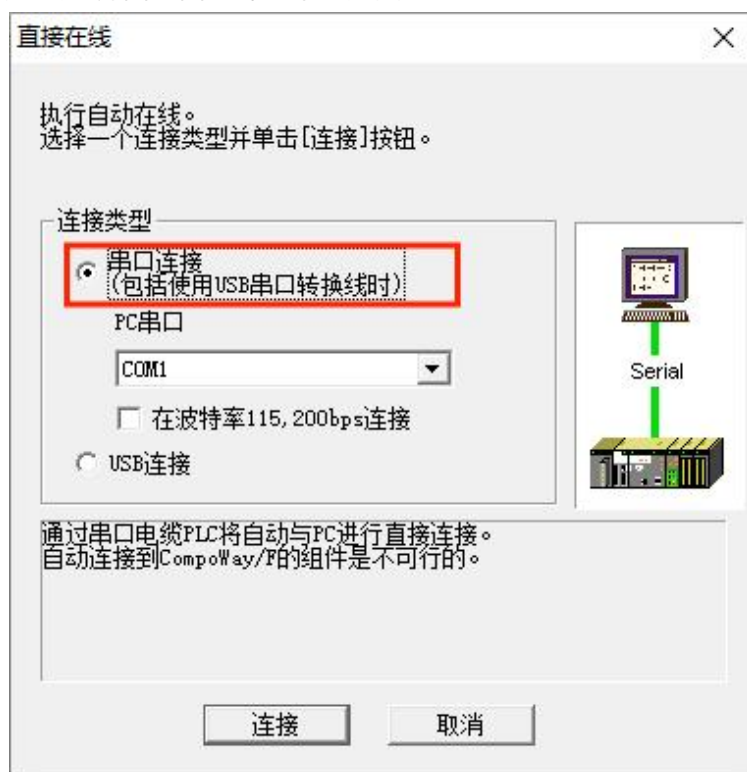 直接在线
执行自动在线。
选择一个连接类型并单击[连接]按钮。
连接类型
串口连接
(包括使用USB串口转换线时)
PC串口
COM1
在波特率115,200bps连接
USB连接
Serial
通过串口电缆PLC将自动与PC进行直接连接。
自动连接到CompoWay/F的组件是不可行的。
连接
取消